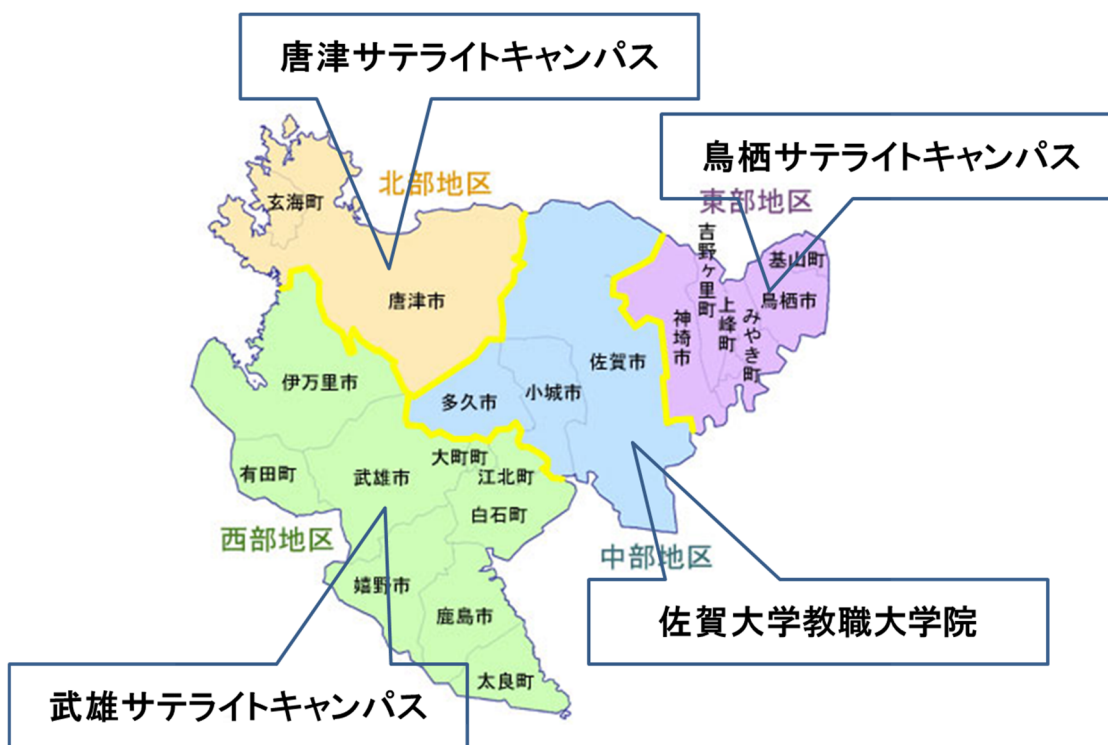 唐津サテライトキャンパス
鳥栖サテライトキャンパス
北部地区
東部地区
玄海町
唐津市
吉野ヶ里町
基山町
鳥栖市
上峰町
みやき町
神埼市
佐賀市
伊万里市
多久市
小城市
大町町
有田町
武雄市
江北町
白石町
西部地区
中部地区
嬉野市
鹿島市
太良町
佐賀大学教職大学院
武雄サテライトキャンパス